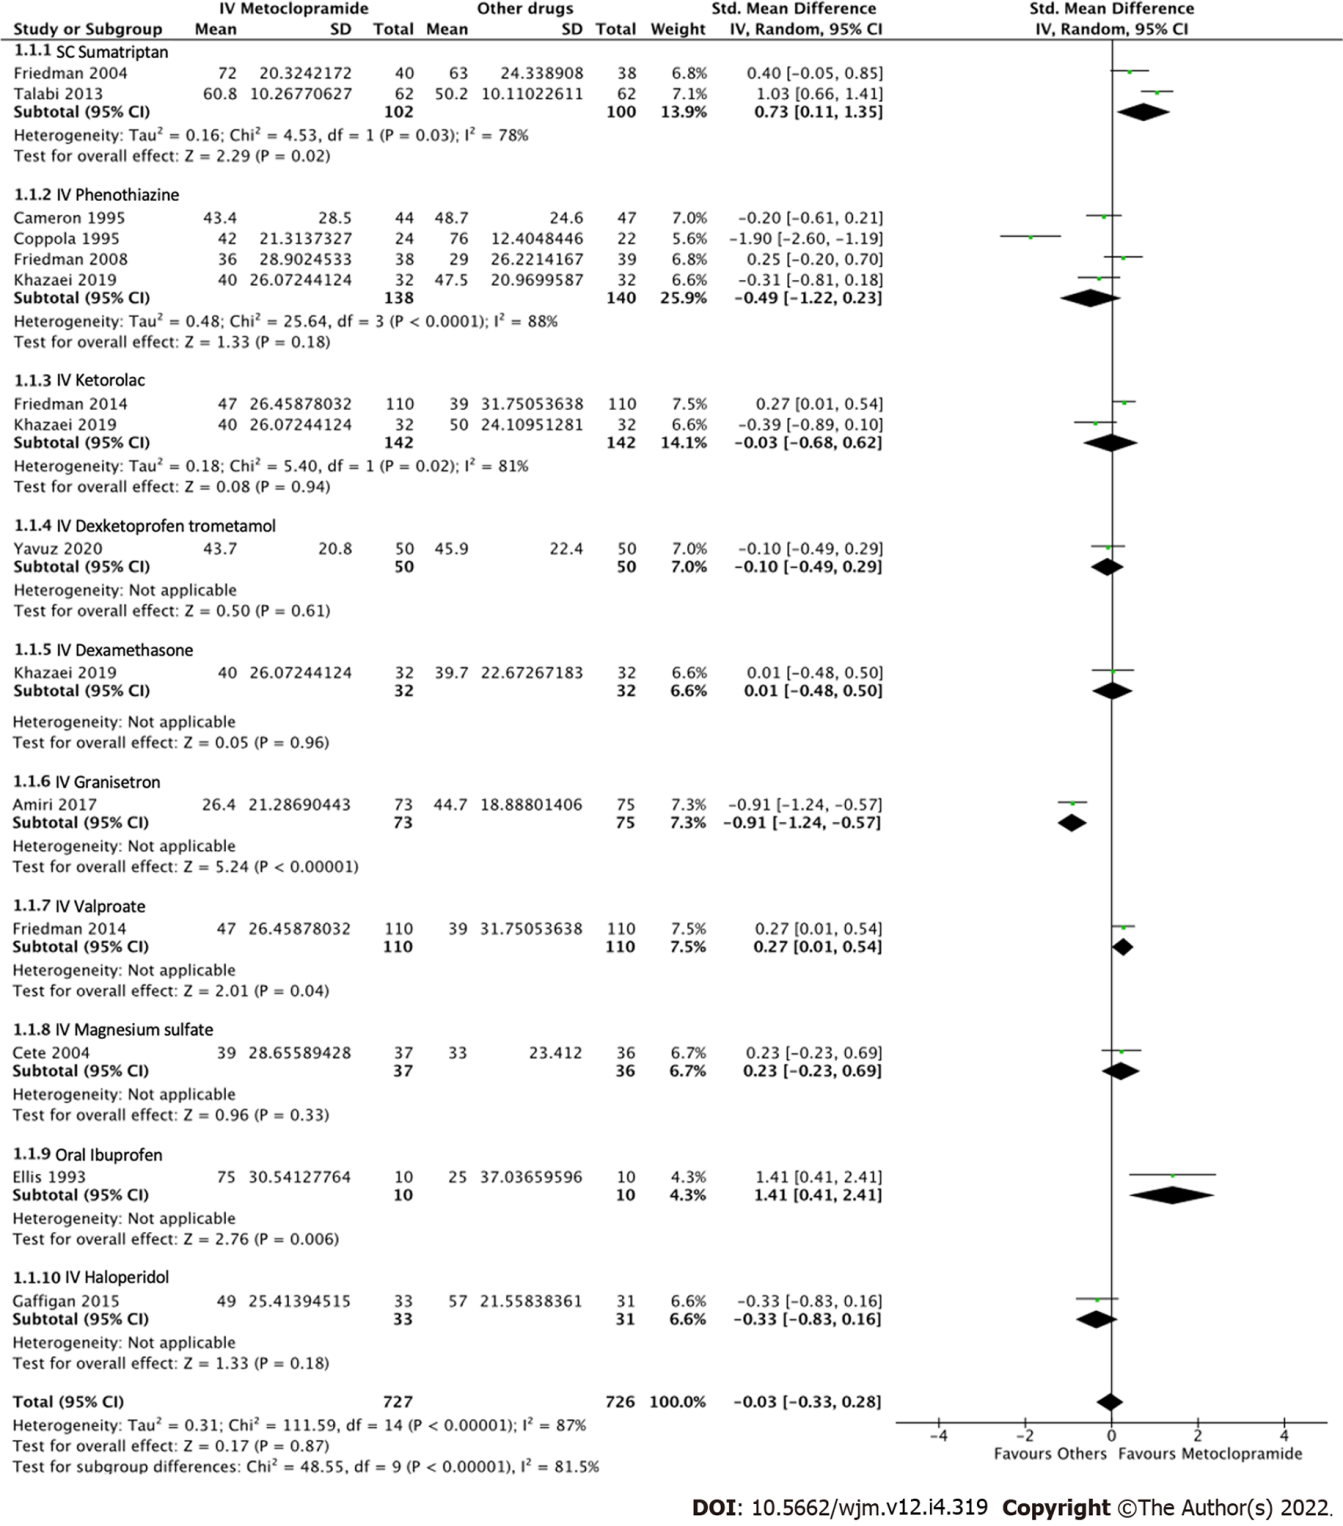 IV Metoclopramide Other drugs Std. Mean Difference Std. Mean Difference
Study or Subgroup Mean SD Total Mean SD Total Weight IV, Random, 95% CI IV, Random, 95% CI
1.1.1 SC Sumatriptan
Friedman 2004 72 20.3242172 40 63 24.338908 38 6.8% 0.40 [−0.05, 0.85]
Talabi 2013 60.8 10.26770627 62 50.2 10.11022611 62 7.1% 1.03 [0.66, 1.41]
Subtotal (95% CI) 102 100 13.9% 0.73 [0.11, 1.35]
Heterogeneity: Tau² = 0.16; Chi² = 4.53, df = 1 (P = 0.03); I² = 78%
Test for overall effect: Z = 2.29 (P = 0.02)
1.1.2 IV Phenothiazine
Cameron 1995 43.4 28.5 44 48.7 24.6 47 7.0% −0.20 [−0.61, 0.21]
Coppola 1995 42 21.3137327 24 76 12.4048446 22 5.6% −1.90 [−2.60, −1.19]
Friedman 2008 36 28.9024533 38 29 26.2214167 39 6.8% 0.25 [−0.20, 0.70]
Khazaei 2019 40 26.07244124 32 47.5 20.9699587 32 6.6% −0.31 [−0.81, 0.18]
Subtotal (95% CI) 138 140 25.9% −0.49 [−1.22, 0.23]
Heterogeneity: Tau² = 0.48; Chi² = 25.64, df = 3 (P < 0.0001); I² = 88%
Test for overall effect: Z = 1.33 (P = 0.18)
1.1.3 IV Ketorolac
Friedman 2014 47 26.45878032 110 39 31.75053638 110 7.5% 0.27 [0.01, 0.54]
Khazaei 2019 40 26.07244124 32 50 24.10951281 32 6.6% −0.39 [−0.89, 0.10]
Subtotal (95% CI) 142 142 14.1% −0.03 [−0.68, 0.62]
Heterogeneity: Tau² = 0.18; Chi² = 5.40, df = 1 (P = 0.02); I² = 81%
Test for overall effect: Z = 0.08 (P = 0.94)
1.1.4 IV Dexketoprofen trometamol
Yavuz 2020 43.7 20.8 50 45.9 22.4 50 7.0% −0.10 [−0.49, 0.29]
Subtotal (95% CI) 50 50 7.0% −0.10 [−0.49, 0.29]
Heterogeneity: Not applicable
Test for overall effect: Z = 0.50 (P = 0.61)
1.1.5 IV Dexamethasone
Khazaei 2019 40 26.07244124 32 39.7 22.67267183 32 6.6% 0.01 [−0.48, 0.50]
Subtotal (95% CI) 32 32 6.6% 0.01 [−0.48, 0.50]
Heterogeneity: Not applicable
Test for overall effect: Z = 0.05 (P = 0.96)
1.1.6 IV Granisetron
Amiri 2017 26.4 21.28690443 73 44.7 18.88801406 75 7.3% −0.91 [−1.24, −0.57]
Subtotal (95% CI) 73 75 7.3% −0.91 [−1.24, −0.57]
Heterogeneity: Not applicable
Test for overall effect: Z = 5.24 (P < 0.00001)
1.1.7 IV Valproate
Friedman 2014 47 26.45878032 110 39 31.75053638 110 7.5% 0.27 [0.01, 0.54]
Subtotal (95% CI) 110 110 7.5% 0.27 [0.01, 0.54]
Heterogeneity: Not applicable
Test for overall effect: Z = 2.01 (P = 0.04)
1.1.8 IV Magnesium sulfate
Cete 2004 39 28.65589428 37 33 23.412 36 6.7% 0.23 [−0.23, 0.69]
Subtotal (95% CI) 37 36 6.7% 0.23 [−0.23, 0.69]
Heterogeneity: Not applicable
Test for overall effect: Z = 0.96 (P = 0.33)
1.1.9 Oral Ibuprofen
Ellis 1993 75 30.54127764 10 25 37.03659596 10 4.3% 1.41 [0.41, 2.41]
Subtotal (95% CI) 10 10 4.3% 1.41 [0.41, 2.41]
Heterogeneity: Not applicable
Test for overall effect: Z = 2.76 (P = 0.006)
1.1.10 IV Haloperidol
Gaffigan 2015 49 25.41394515 33 57 21.55838361 31 6.6% −0.33 [−0.83, 0.16]
Subtotal (95% CI) 33 31 6.6% −0.33 [−0.83, 0.16]
Heterogeneity: Not applicable
Test for overall effect: Z = 1.33 (P = 0.18)
Total (95% CI) 727 726 100.0% −0.03 [−0.33, 0.28]
Heterogeneity: Tau² = 0.31; Chi² = 111.59, df = 14 (P < 0.00001); I² = 87%
Test for overall effect: Z = 0.17 (P = 0.87)
Test for subgroup differences: Chi² = 48.55, df = 9 (P < 0.00001), I² = 81.5%
−4 −2 0 2 4
Favours Others Favours Metoclopramide
DOI: 10.5662/wjm.v12.i4.319 Copyright ©The Author(s) 2022.